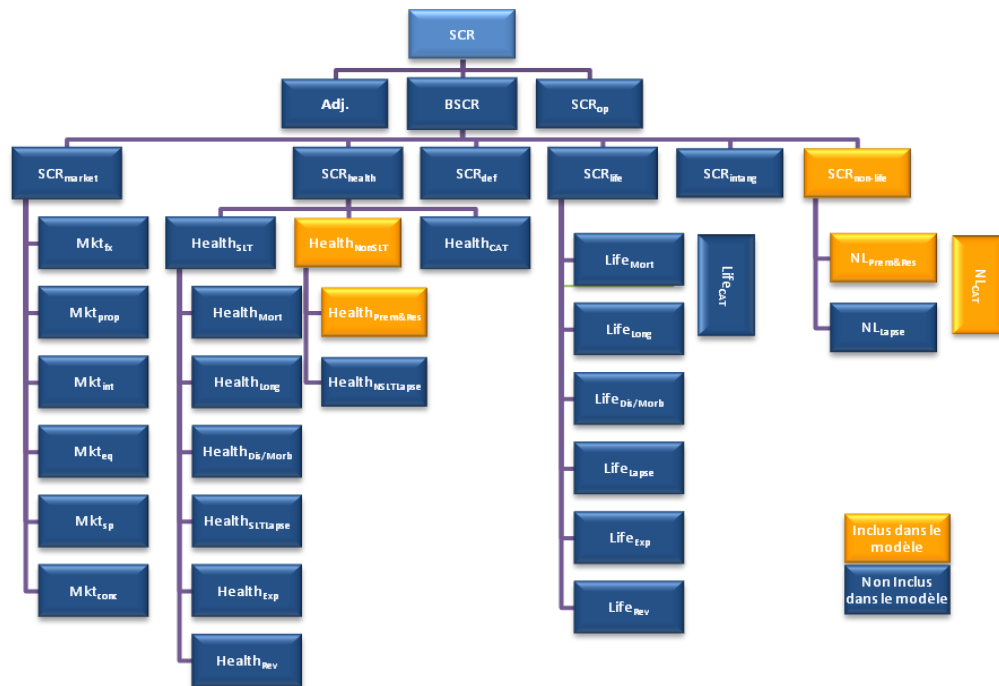 SCR
Adj.
BSCR
SCRop
SCRmarket
SCRhealth
SCRdef
SCRlife
SCRintang
SCRnon-life
Mktfx
Mktprop
Mktint
Mkteq
Mktsp
Mktconc
HealthSLT
HealthNonSLT
HealthCAT
HealthMort
HealthLong
HealthDis/Morb
HealthSLTLapse
HealthExp
HealthRev
HealthPrem&Res
HealthNSLTLapse
LifeMort
LifeLong
LifeDis/Morb
LifeLapse
LifeExp
LifeRev
LifeCAT
NLPrem&Res
NLLapse
NLCAT
Inclus dans le
modèle
Non Inclus
dans le modèle